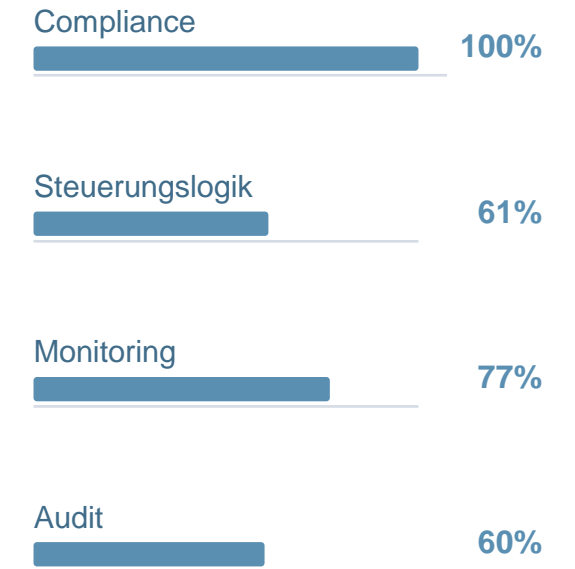 Compliance
100%
Steuerungslogik
61%
Monitoring
77%
Audit
60%